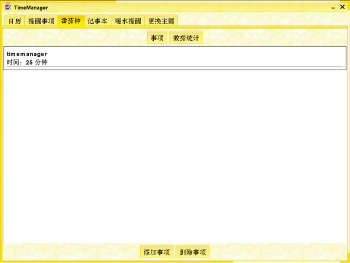 TimeManager
日历 提醒事项 番茄钟 记事本 喝水提醒 更换主题
事项 数据统计
timemanager
时间：25 分钟
添加事项 删除事项